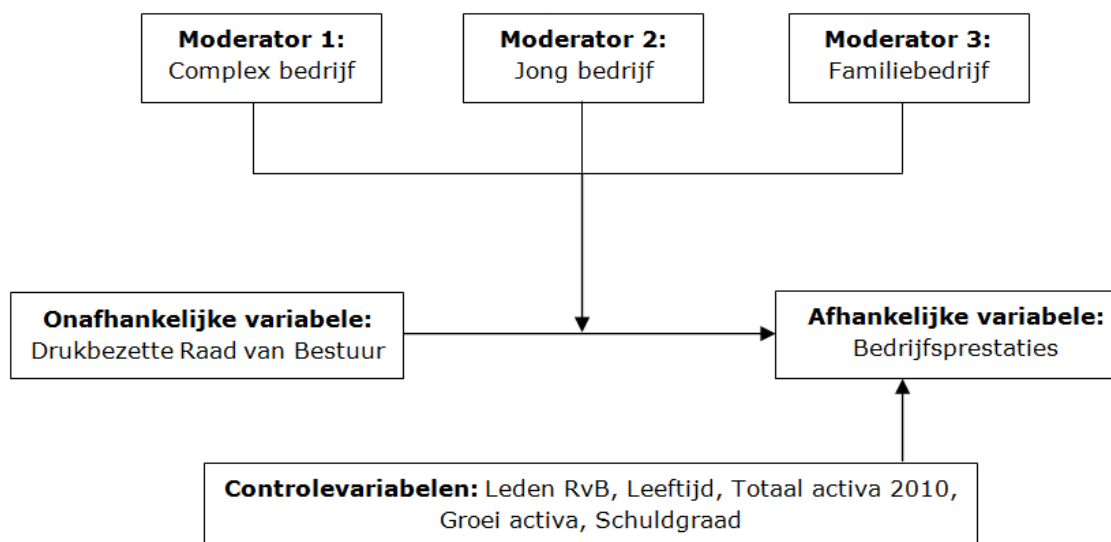 Moderator 1:
Complex bedrijf
Moderator 2:
Jong bedrijf
Moderator 3:
Familiebedrijf
Onafhankelijke variabele:
Drukbezette Raad van Bestuur
Afhankelijke variabele:
Bedrijfsprestaties
Controlevariabelen: Leden RvB, Leeftijd, Totaal activa 2010,
Groei activa, Schuldgraad